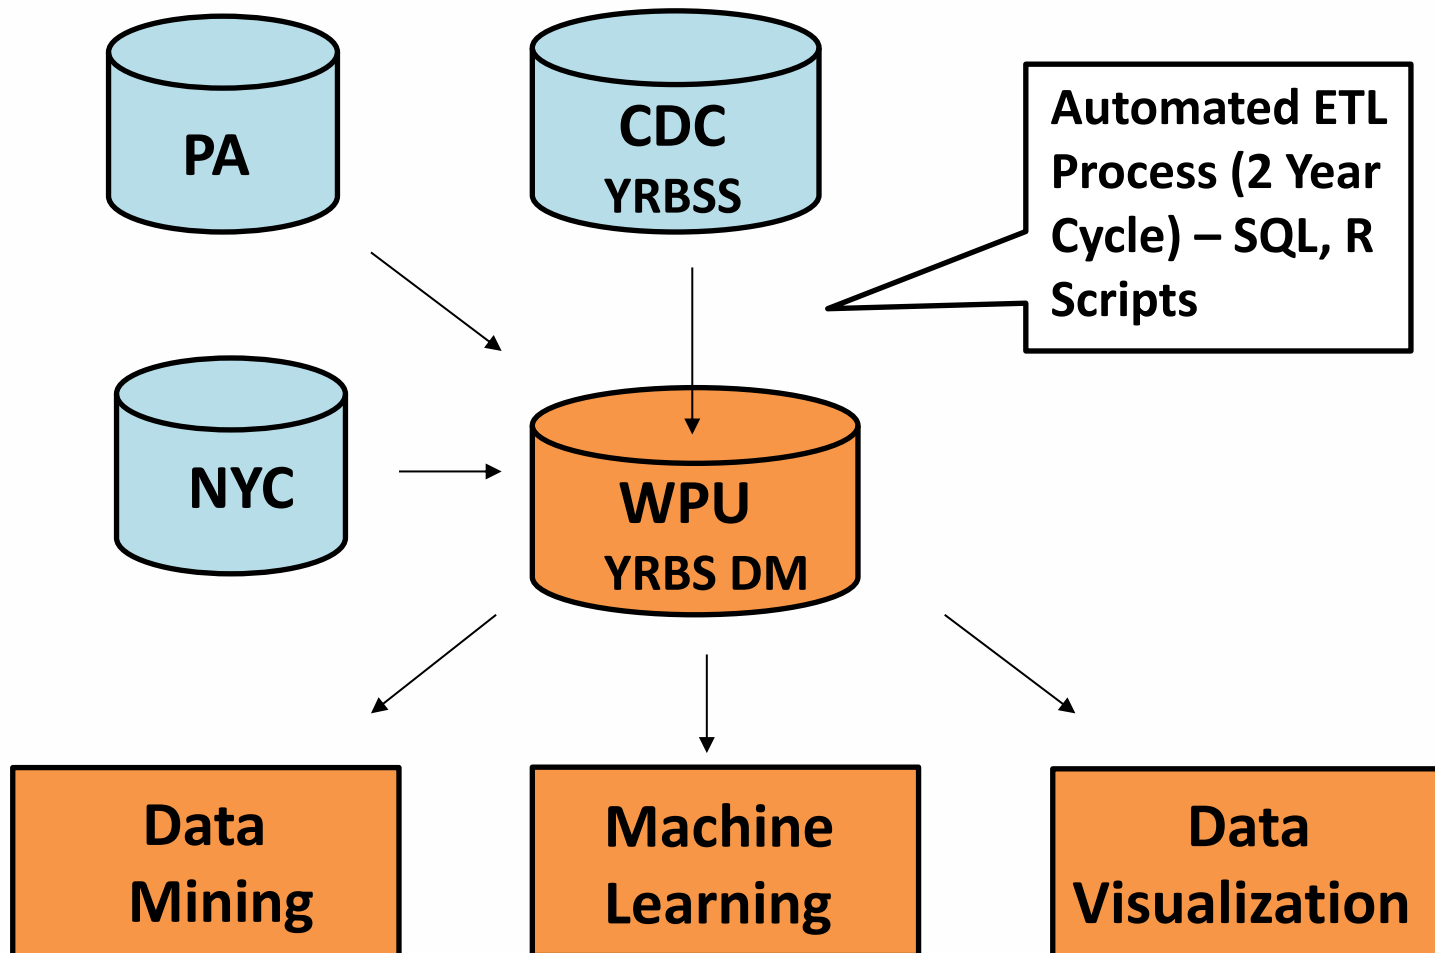 PA
CDC
YRBSS
Automated ETL
Process (2 Year
Cycle) – SQL, R
Scripts
NYC
WPU
YRBS DM
Data
Mining
Machine
Learning
Data
Visualization